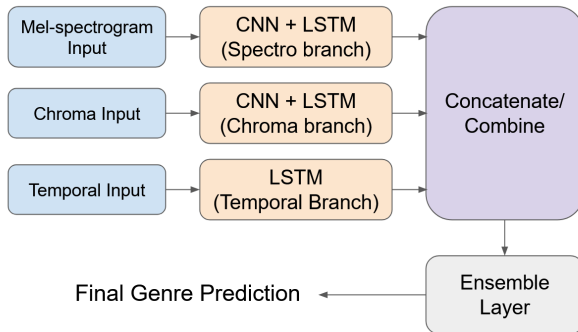 Mel-spectrogram
Input
CNN + LSTM
(Spectro branch)
Chroma Input
CNN + LSTM
(Chroma branch)
Concatenate/
Combine
Temporal Input
LSTM
(Temporal Branch)
Ensemble
Layer
Final Genre Prediction